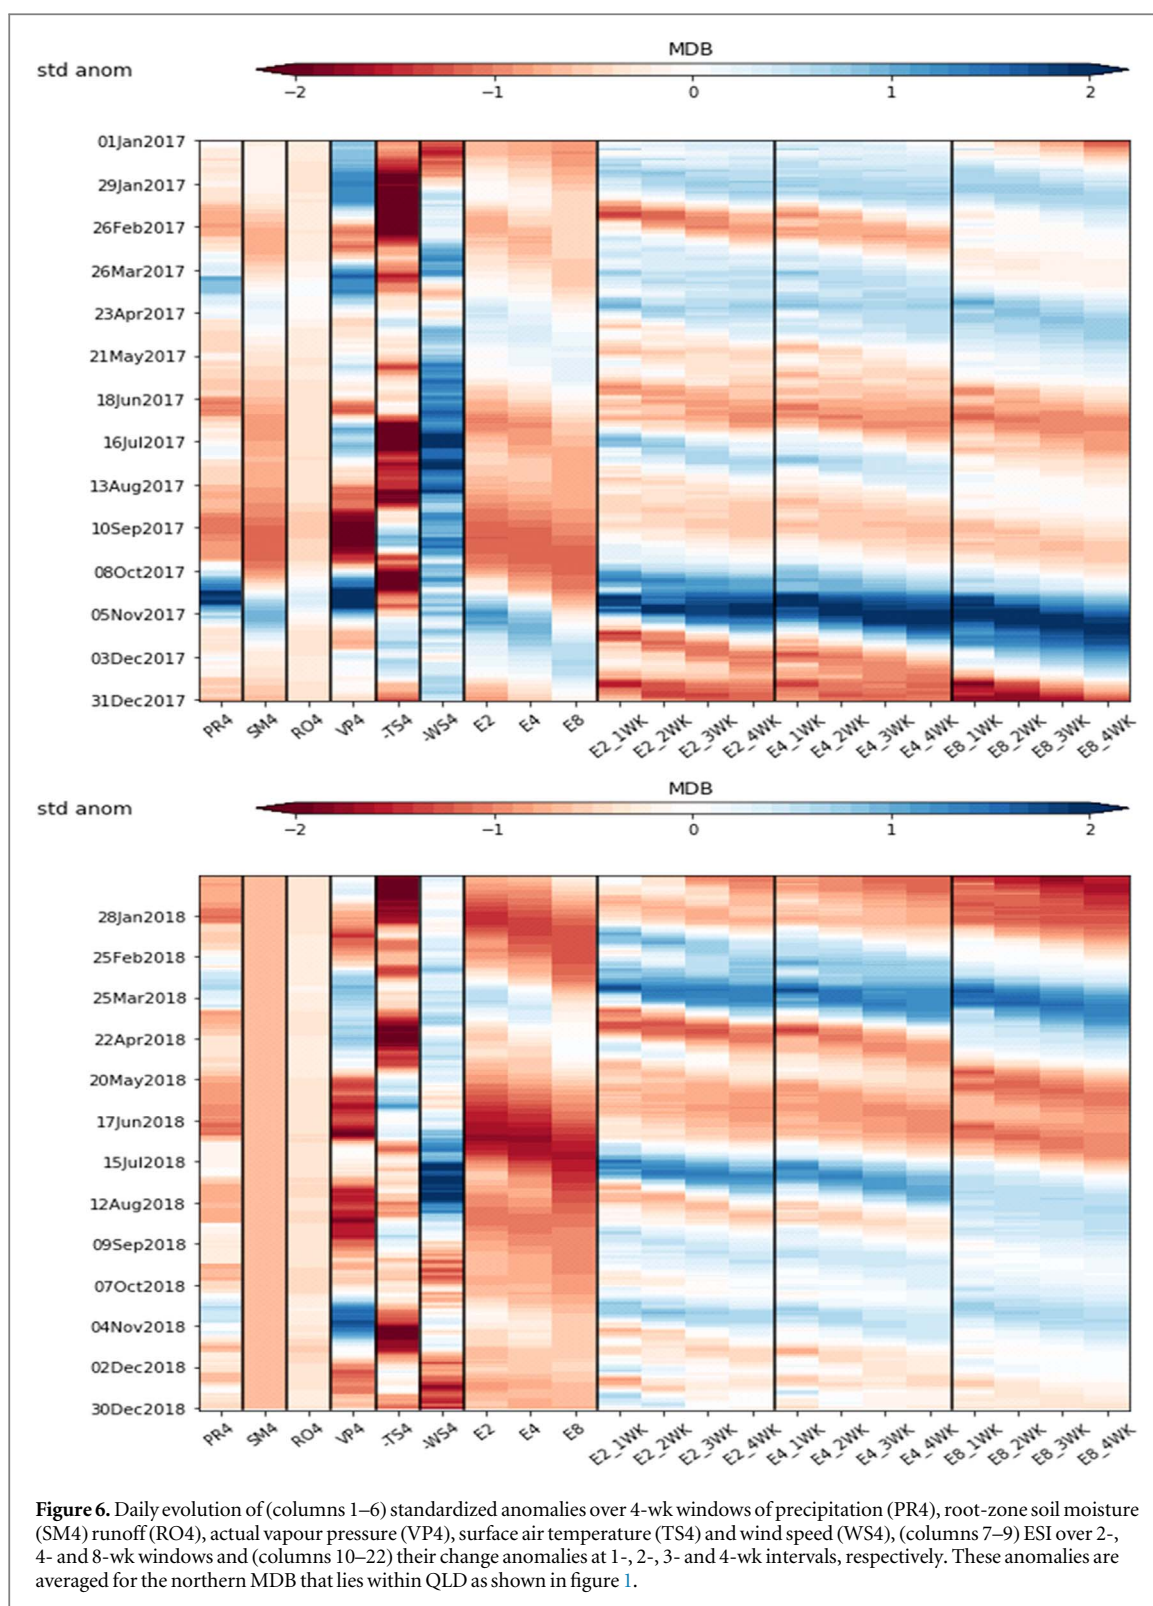 MDB
std anom
−2 −1 0 1 2
01Jan2017
29Jan2017
26Feb2017
26Mar2017
23Apr2017
21May2017
18Jun2017
16Jul2017
13Aug2017
10Sep2017
08Oct2017
05Nov2017
03Dec2017
31Dec2017
PR4 SM4 RO4 VP4 -TS4 -WS4 E2 E4 E8 E2_1WK E2_2WK E2_3WK E2_4WK E4_1WK E4_2WK E4_3WK E4_4WK E8_1WK E8_2WK E8_3WK E8_4WK
MDB
std anom
−2 −1 0 1 2
28Jan2018
25Feb2018
25Mar2018
22Apr2018
20May2018
17Jun2018
15Jul2018
12Aug2018
09Sep2018
07Oct2018
04Nov2018
02Dec2018
30Dec2018
PR4 SM4 RO4 VP4 -TS4 -WS4 E2 E4 E8 E2_1WK E2_2WK E2_3WK E2_4WK E4_1WK E4_2WK E4_3WK E4_4WK E8_1WK E8_2WK E8_3WK E8_4WK
Figure 6. Daily evolution of (columns 1–6) standardized anomalies over 4-wk windows of precipitation (PR4), root-zone soil moisture
(SM4) runoff (RO4), actual vapour pressure (VP4), surface air temperature (TS4) and wind speed (WS4), (columns 7–9) ESI over 2-,
4- and 8-wk windows and (columns 10–22) their change anomalies at 1-, 2-, 3- and 4-wk intervals, respectively. These anomalies are
averaged for the northern MDB that lies within QLD as shown in figure 1.